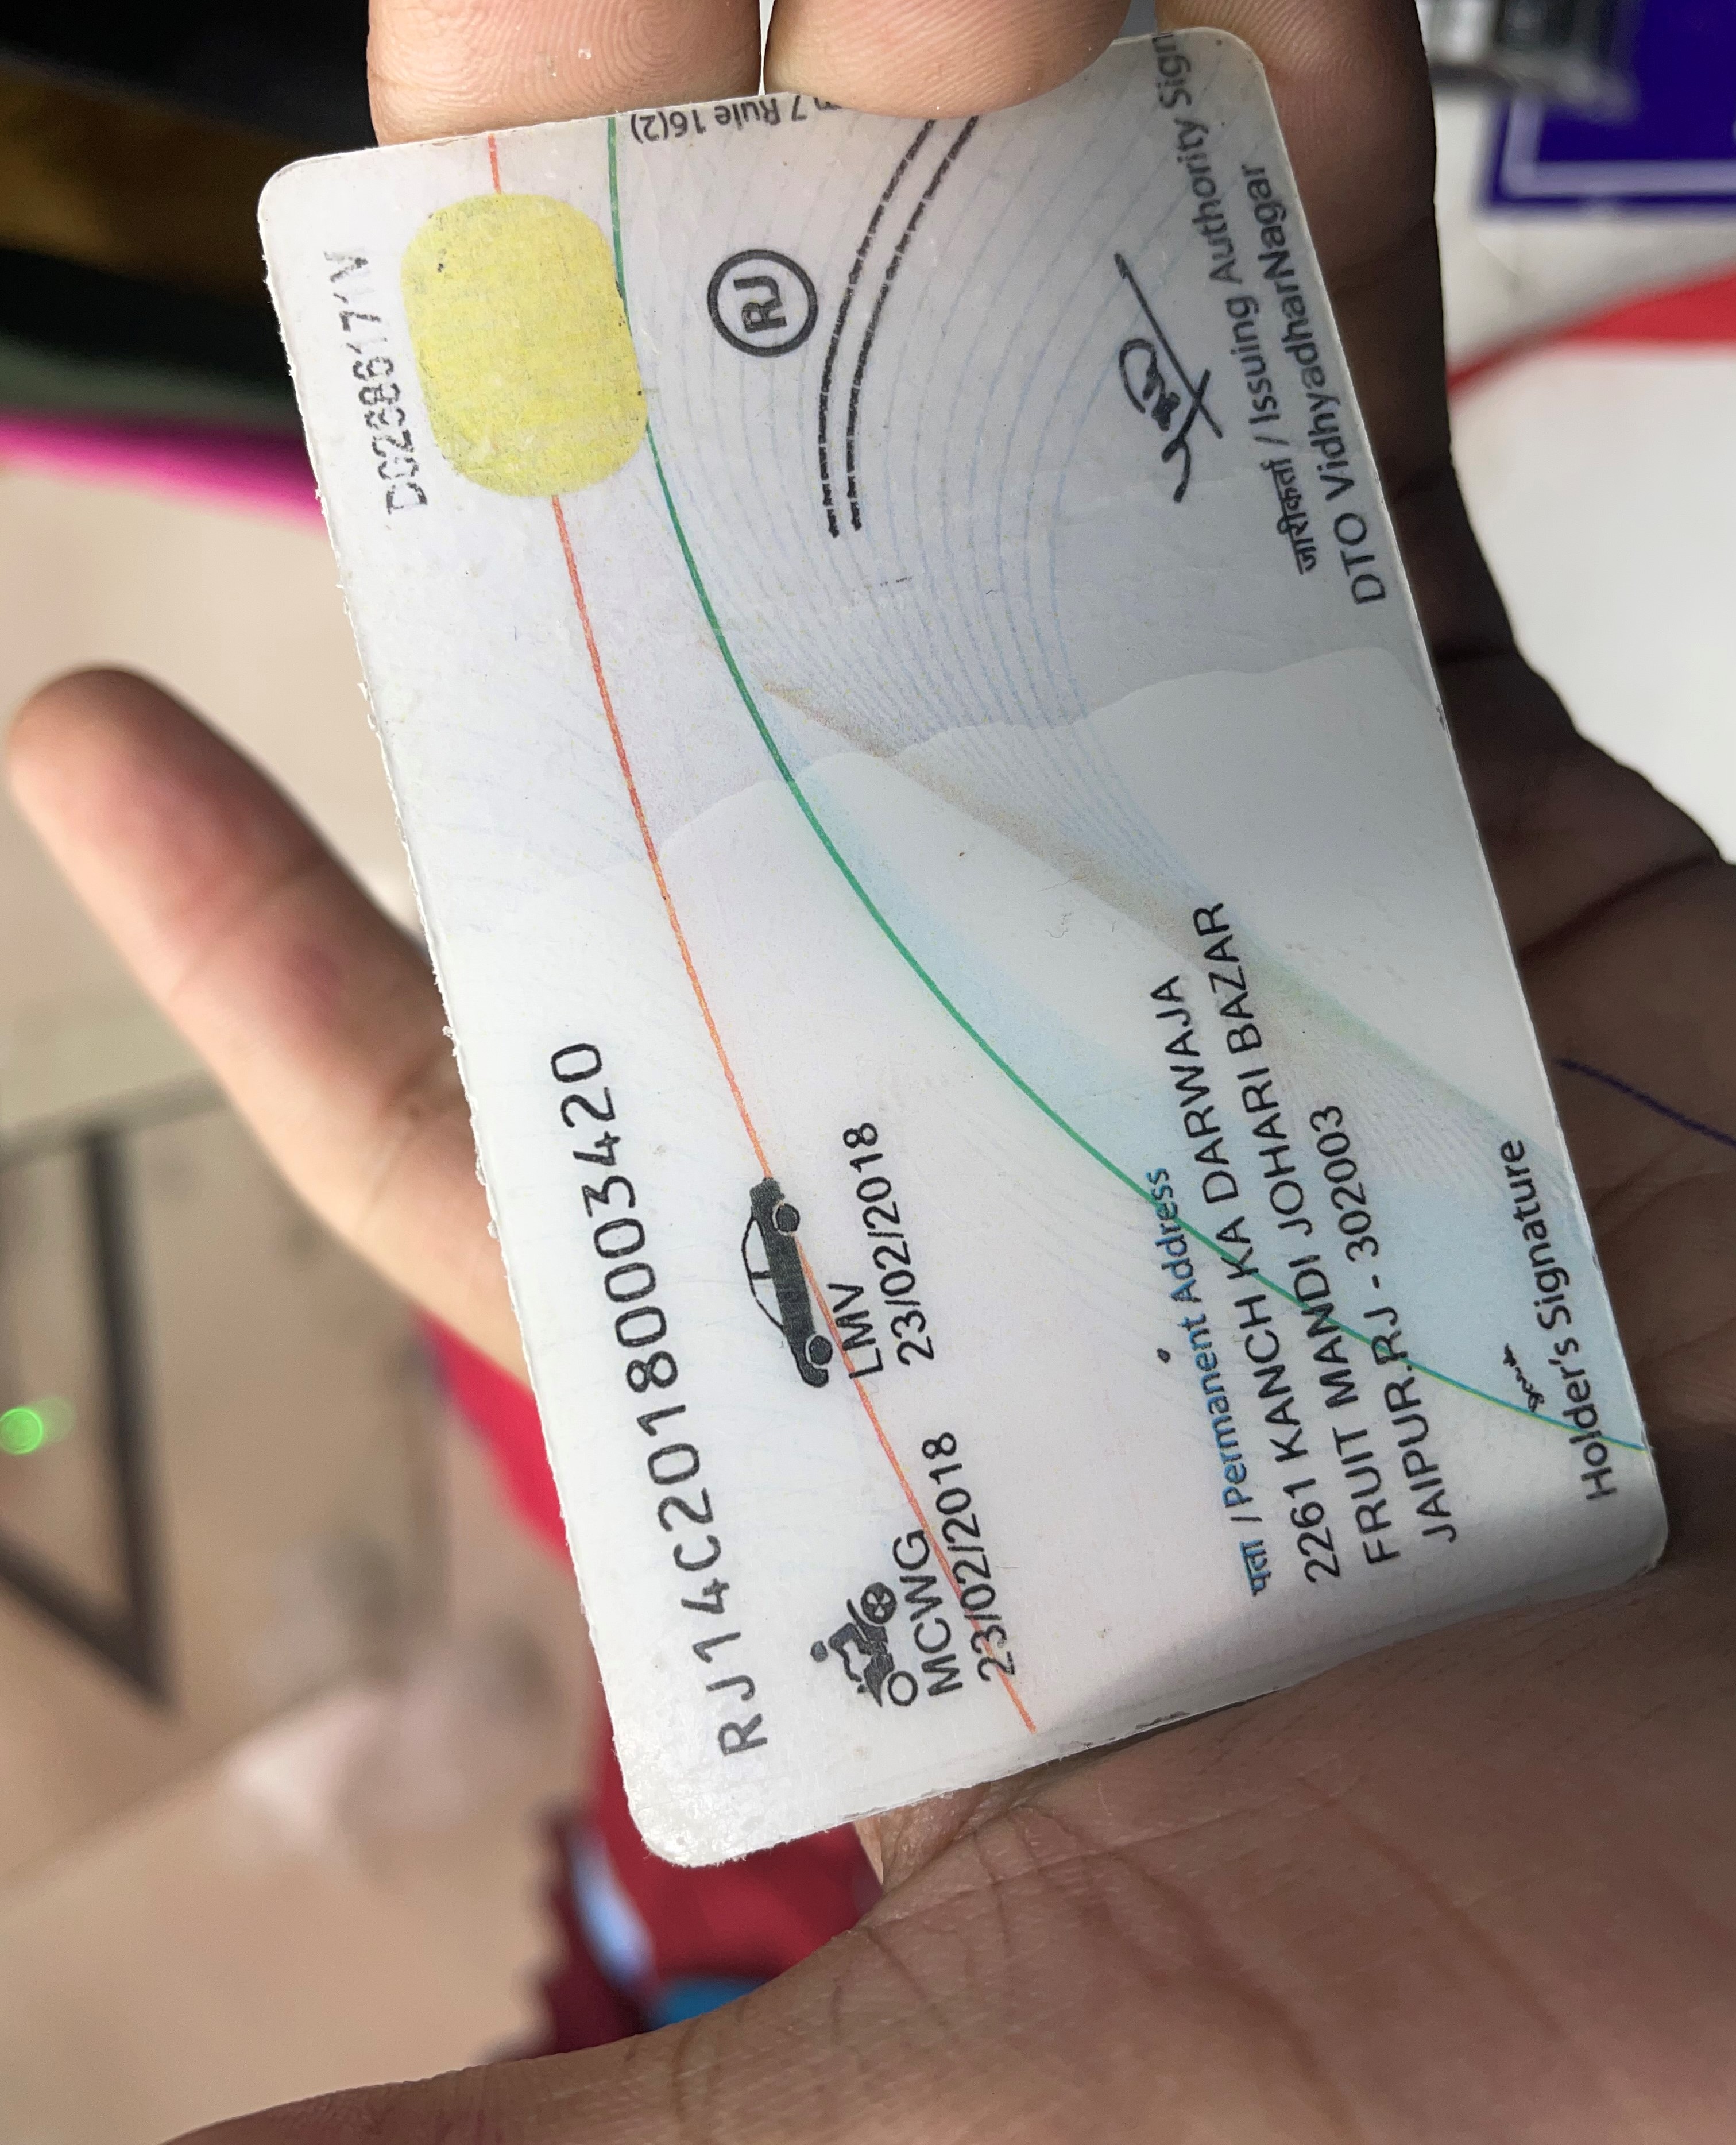 DC2886171V
RJ14C20180003420
7 Rule 16(2)
RJ
MCWG
23/02/2018
LMV
23/02/2018
पता / Permanent Address
2261 KANCH KA DARWAJA
FRUIT MANDI JOHARI BAZAR
JAIPUR.RJ - 302003
Holder's Signature
जारीकर्ता / Issuing Authority Sign
DTO VidhyadharNagar